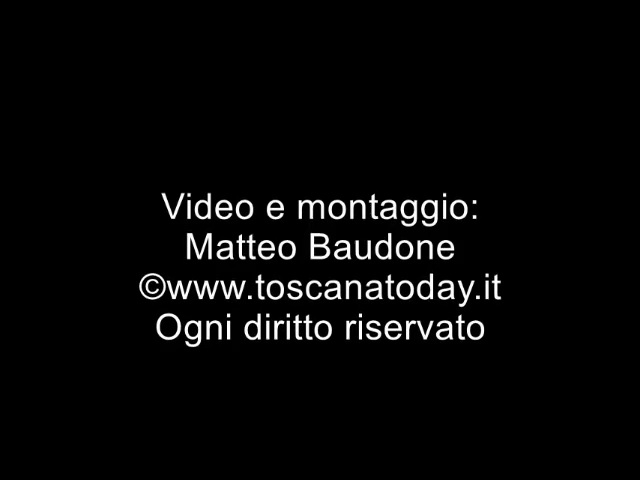 Video e montaggio:
Matteo Baudone
©www.toscanatoday.it
Ogni diritto riservato